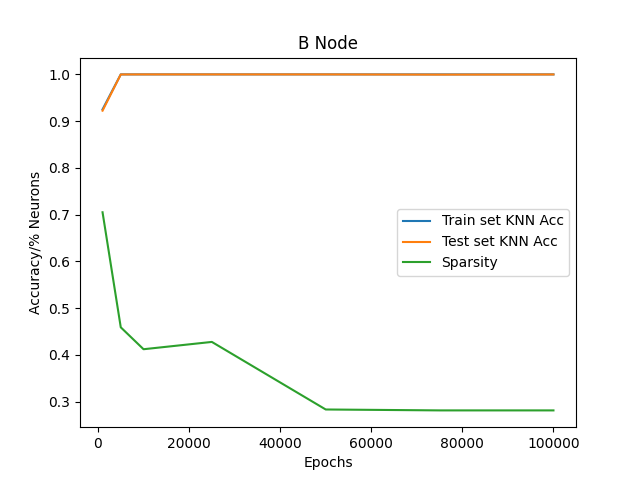 B Node
1.0
0.9
0.8
0.7
0.6
0.5
0.4
0.3
Accuracy/% Neurons
Train set KNN Acc
Test set KNN Acc
Sparsity
0 20000 40000 60000 80000 100000
Epochs